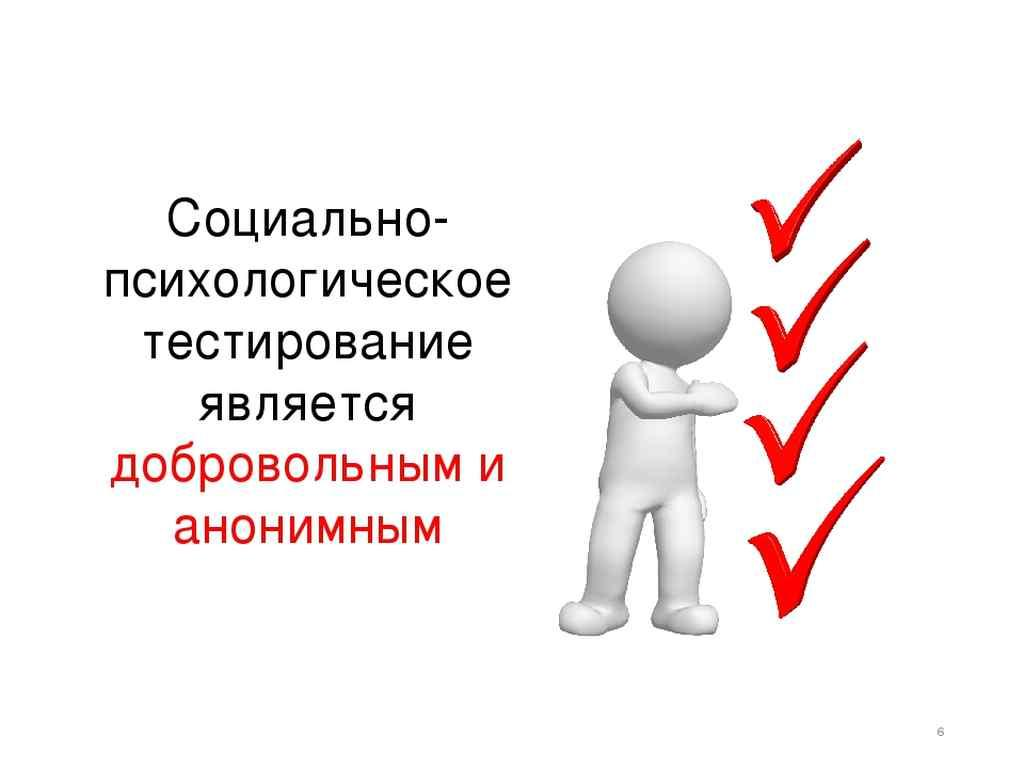 Социально-
психологическое
тестирование
является
добровольным и
анонимным
6